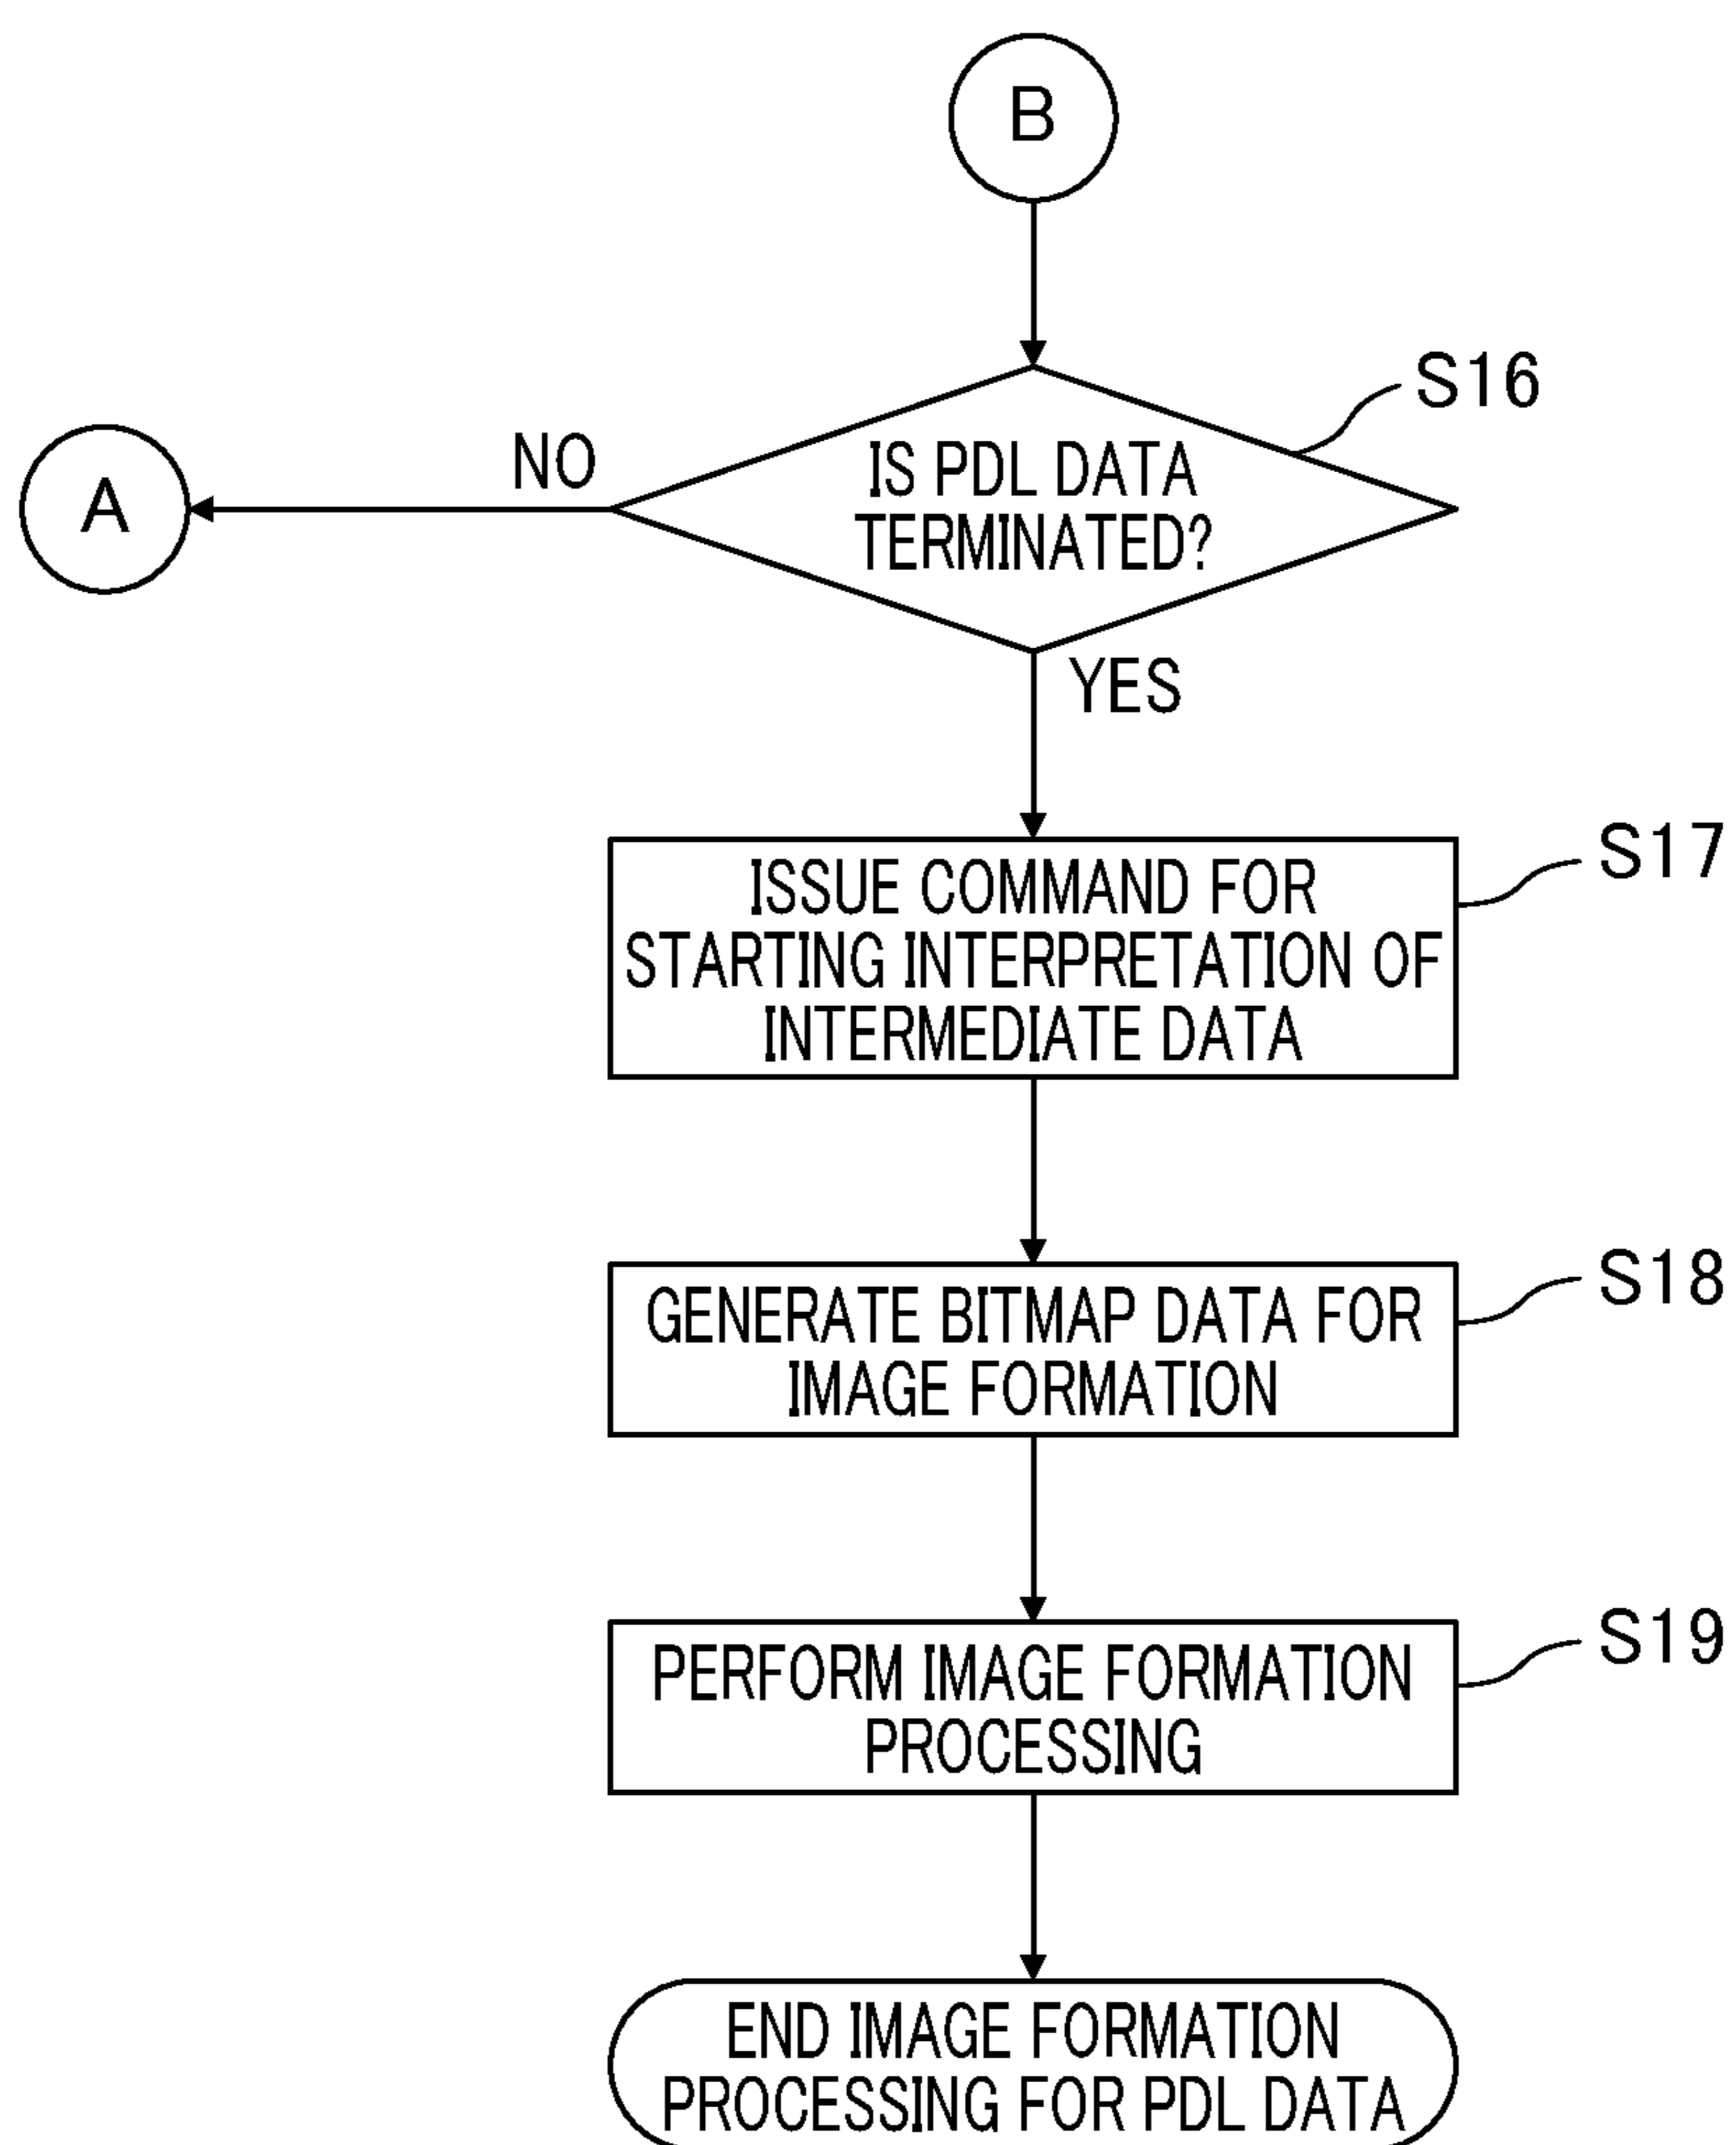 B
S16
IS PDL DATA
TERMINATED?
NO
A
YES
S17
ISSUE COMMAND FOR
STARTING INTERPRETATION OF
INTERMEDIATE DATA
S18
GENERATE BITMAP DATA FOR
IMAGE FORMATION
S19
PERFORM IMAGE FORMATION
PROCESSING
END IMAGE FORMATION
PROCESSING FOR PDL DATA